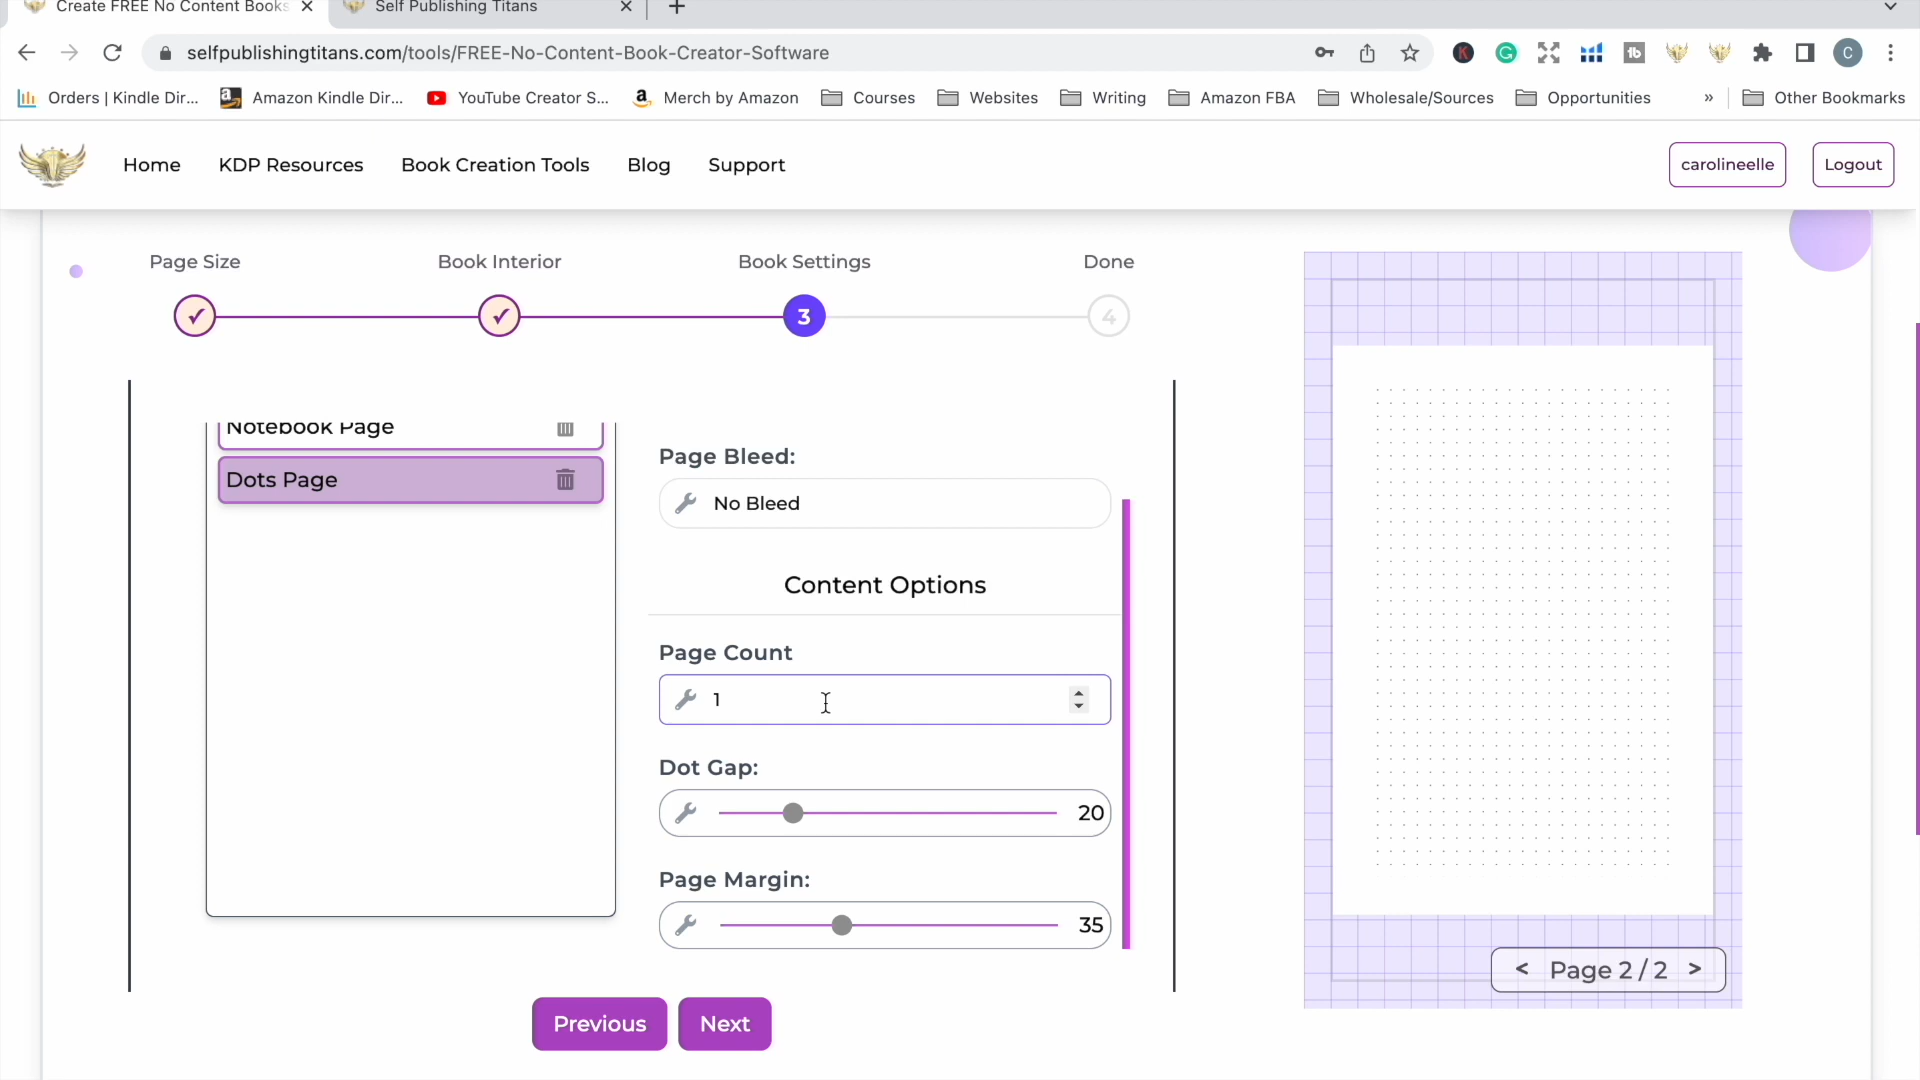 Create FREE No Content Books
Self Publishing Titans
selfpublishingtitans.com/tools/FREE-No-Content-Book-Creator-Software
K
G
tb
C
Orders | Kindle Dir...
Amazon Kindle Dir...
YouTube Creator S...
Merch by Amazon
Courses
Websites
Writing
Amazon FBA
Wholesale/Sources
Opportunities
»
Other Bookmarks
Home
KDP Resources
Book Creation Tools
Blog
Support
carolineelle
Logout
Page Size
Book Interior
Book Settings
Done
3
4
Notebook Page
Dots Page
Page Bleed:
No Bleed
Content Options
Page Count
1
Dot Gap:
20
Page Margin:
35
< Page 2 / 2 >
Previous
Next